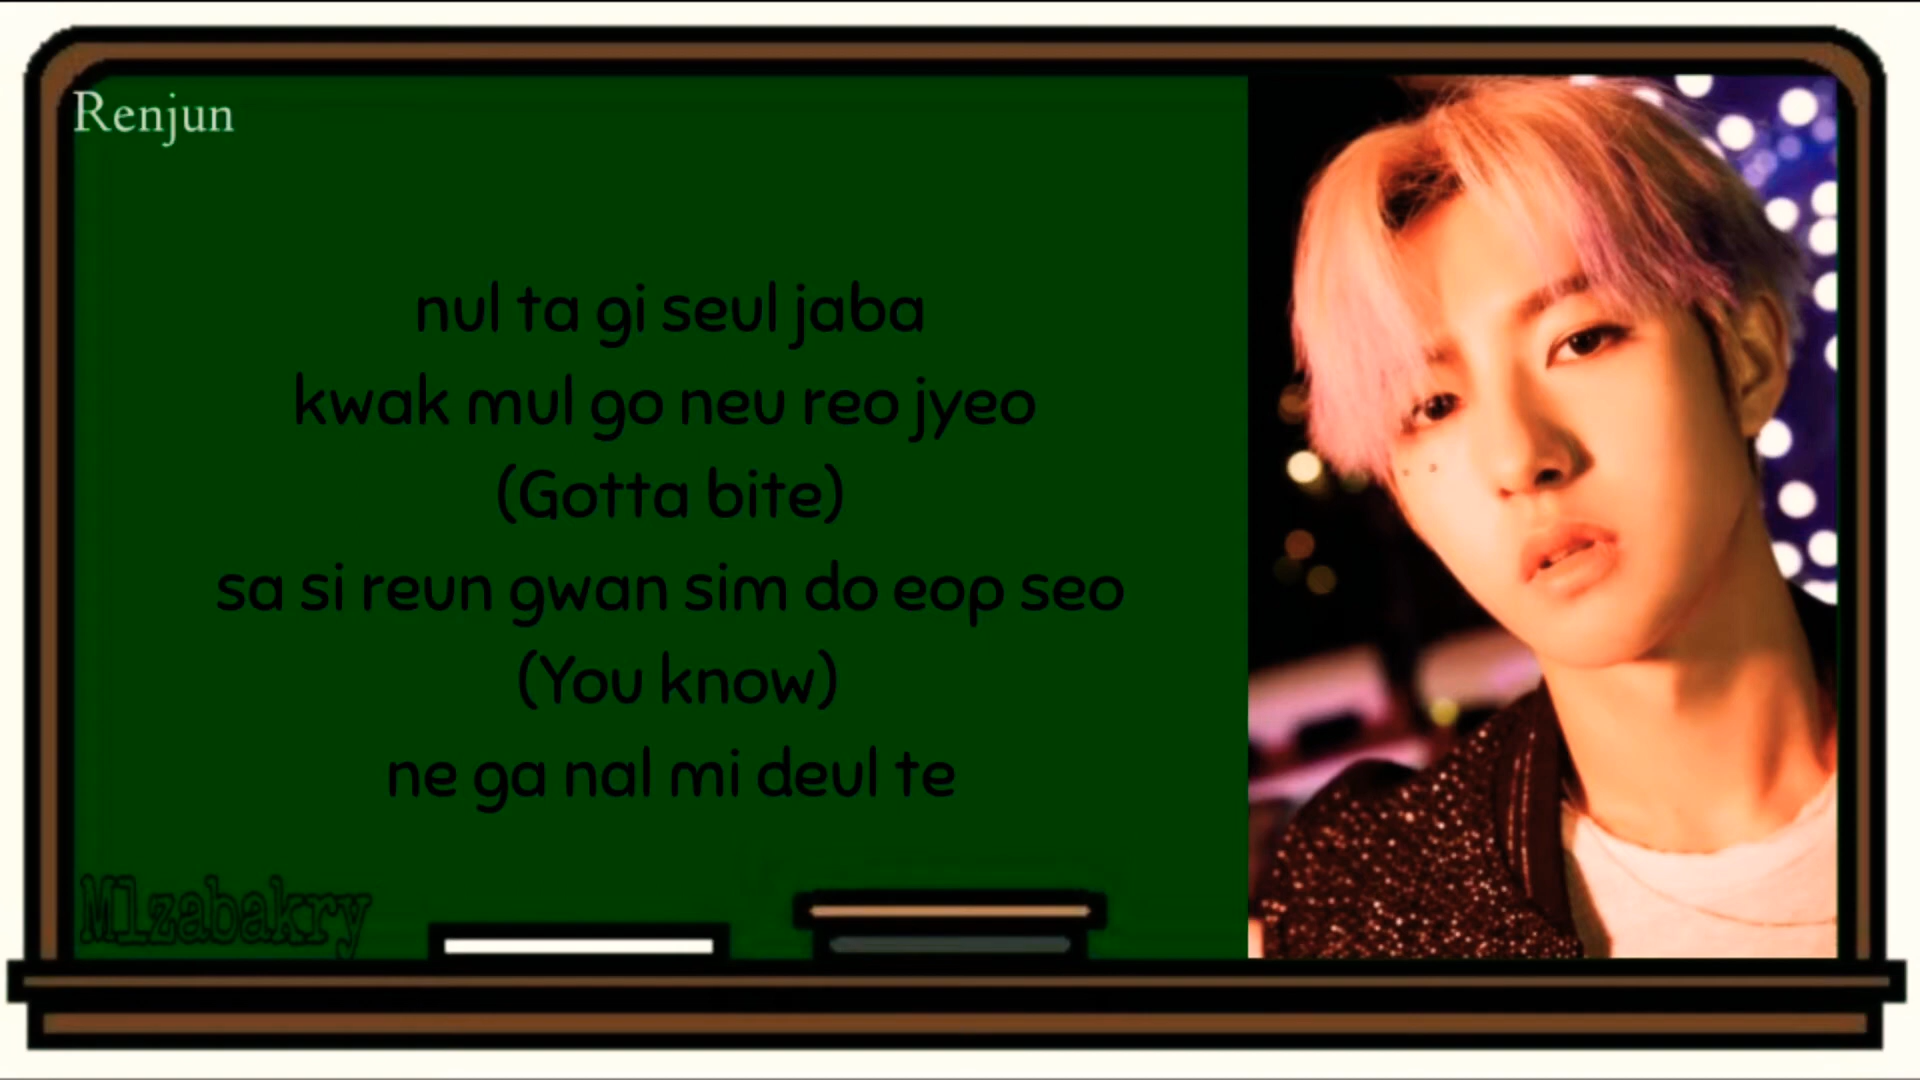 Renjun
nul ta gi seul jaba
kwak mul go neu reo jyeo
(Gotta bite)
sa si reun gwan sim do eop seo
(You know)
ne ga nal mi deul te
M1zabakry